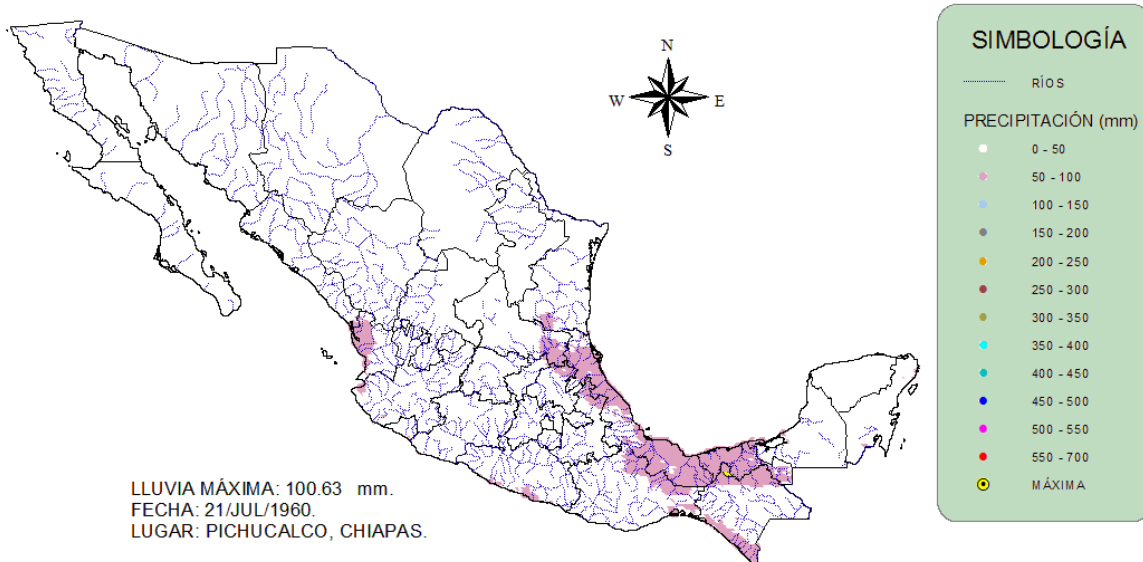 N
W E
S
LLUVIA MÁXIMA: 100.63 mm.
FECHA: 21/JUL/1960.
LUGAR: PICHUCALCO, CHIAPAS.
SIMBOLOGÍA
RÍOS
PRECIPITACIÓN (mm)
0 - 50
50 - 100
100 - 150
150 - 200
200 - 250
250 - 300
300 - 350
350 - 400
400 - 450
450 - 500
500 - 550
550 - 700
MÁXIMA